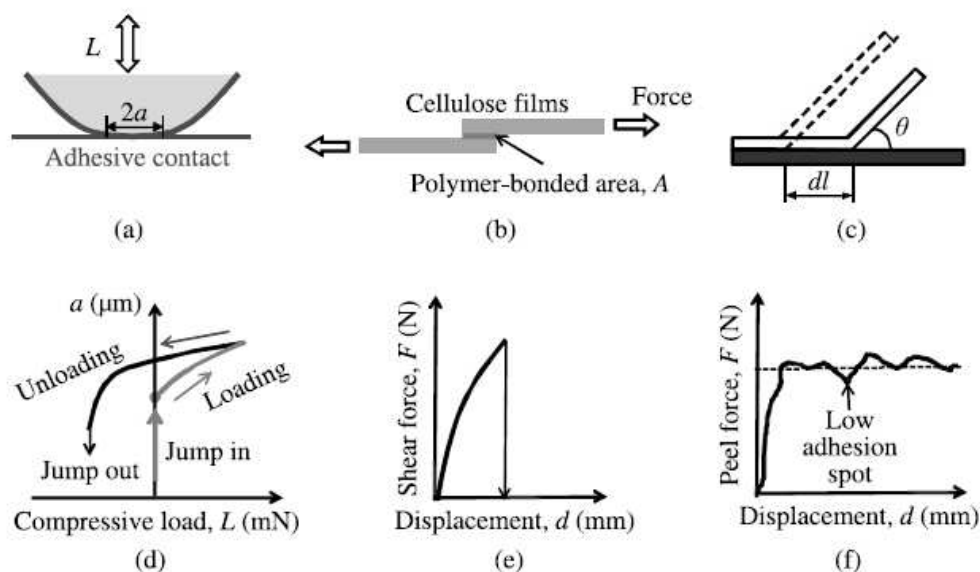 L
2a
Adhesive contact
(a)
Cellulose films
Force
Polymer-bonded area, A
(b)
θ
dl
(c)
a (μm)
Unloading
Loading
Jump out
Jump in
Compressive load, L (mN)
(d)
Shear force, F (N)
Displacement, d (mm)
(e)
Peel force, F (N)
Low
adhesion
spot
Displacement, d (mm)
(f)